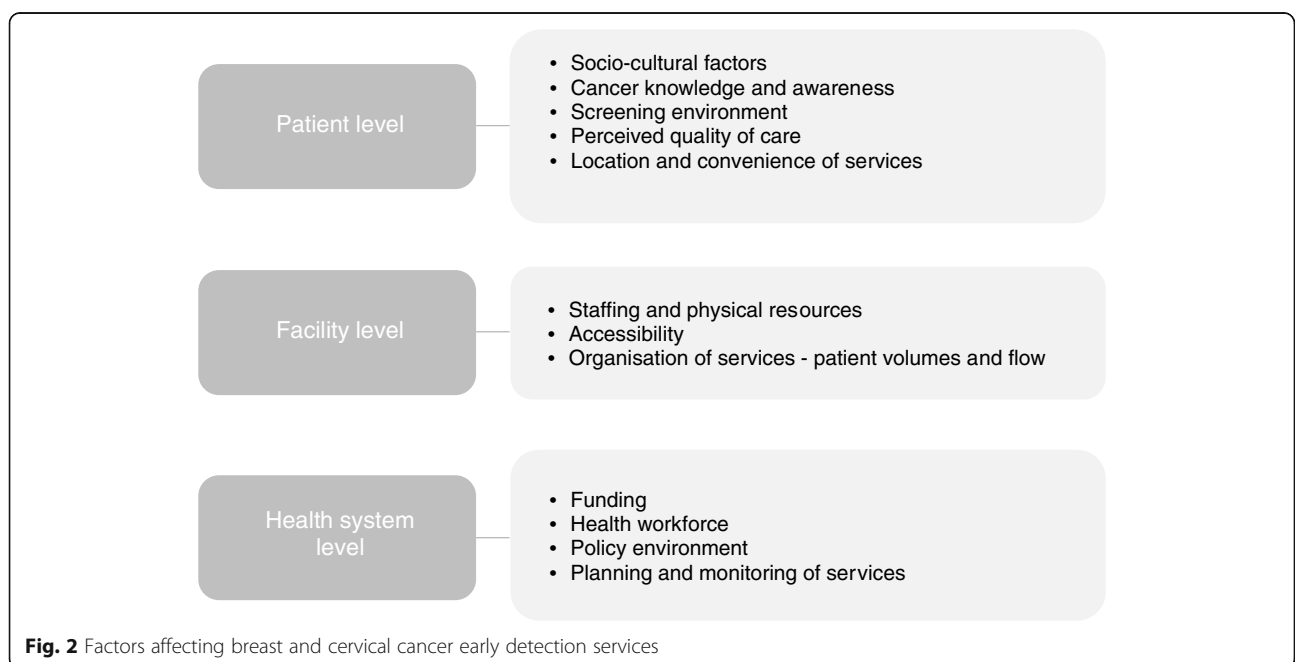 Patient level
• Socio-cultural factors
• Cancer knowledge and awareness
• Screening environment
• Perceived quality of care
• Location and convenience of services
Facility level
• Staffing and physical resources
• Accessibility
• Organisation of services - patient volumes and flow
Health system
level
• Funding
• Health workforce
• Policy environment
• Planning and monitoring of services
Fig. 2 Factors affecting breast and cervical cancer early detection services